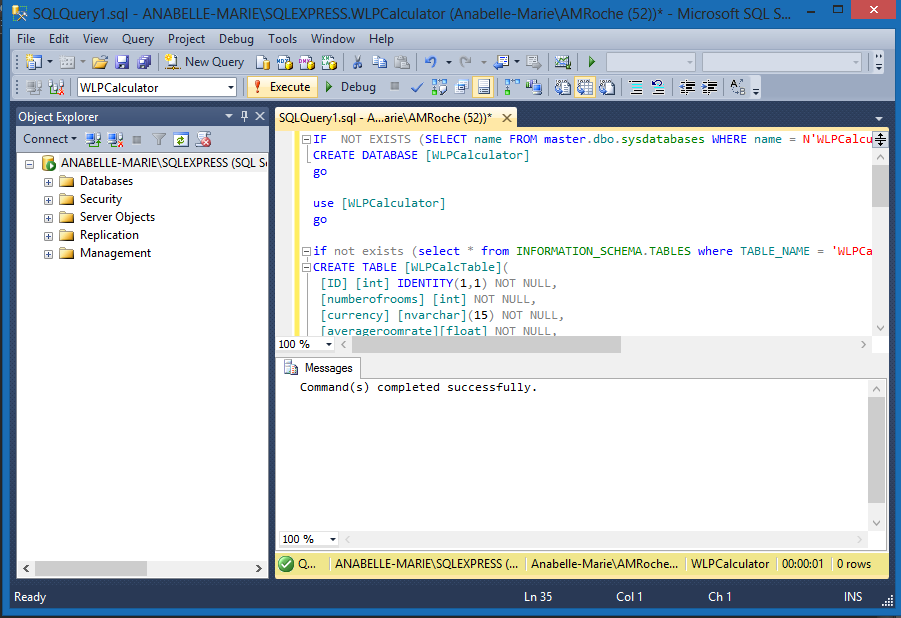 SQLQuery1.sql - ANABELLE-MARIE\SQLEXPRESS.WLPCalculator (Anabelle-Marie\AMRoche (52))* - Microsoft SQL S...
File Edit View Query Project Debug Tools Window Help
New Query
WLPCalculator Execute Debug
Object Explorer
Connect
ANABELLE-MARIE\SQLEXPRESS (SQL Se
Databases
Security
Server Objects
Replication
Management
SQLQuery1.sql - A...arie\AMRoche (52))*
IF NOT EXISTS (SELECT name FROM master.dbo.sysdatabases WHERE name = N'WLPCalcu
CREATE DATABASE [WLPCalculator]
go
use [WLPCalculator]
go
if not exists (select * from INFORMATION_SCHEMA.TABLES where TABLE_NAME = 'WLPCa
CREATE TABLE [WLPCalcTable](
[ID] [int] IDENTITY(1,1) NOT NULL,
[numberofrooms] [int] NOT NULL,
[currency] [nvarchar](15) NOT NULL,
[averageroomrate][float] NOT NULL,
100 %
Messages
Command(s) completed successfully.
100 %
Q... ANABELLE-MARIE\SQLEXPRESS (... Anabelle-Marie\AMRoche... WLPCalculator 00:00:01 0 rows
Ready Ln 35 Col 1 Ch 1 INS